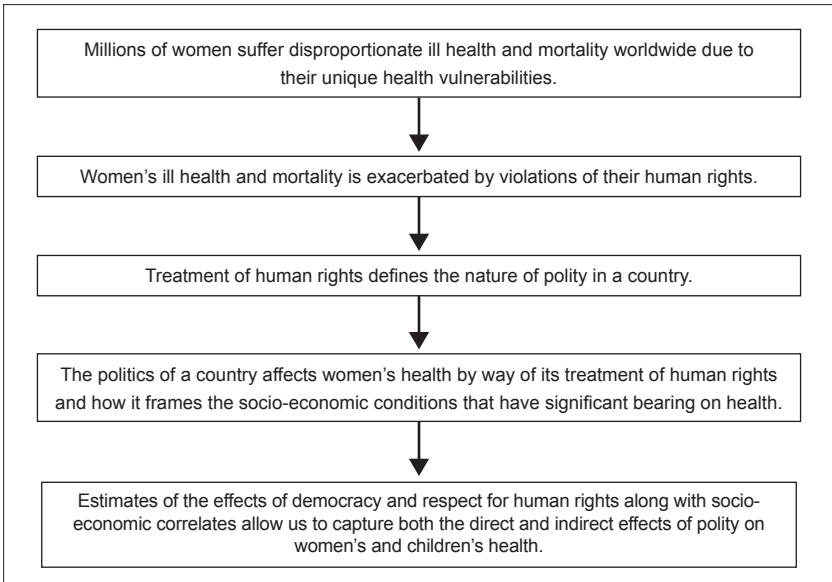 Millions of women suffer disproportionate ill health and mortality worldwide due to
their unique health vulnerabilities.
Women's ill health and mortality is exacerbated by violations of their human rights.
Treatment of human rights defines the nature of polity in a country.
The politics of a country affects women's health by way of its treatment of human rights
and how it frames the socio-economic conditions that have significant bearing on health.
Estimates of the effects of democracy and respect for human rights along with socio-
economic correlates allow us to capture both the direct and indirect effects of polity on
women's and children's health.